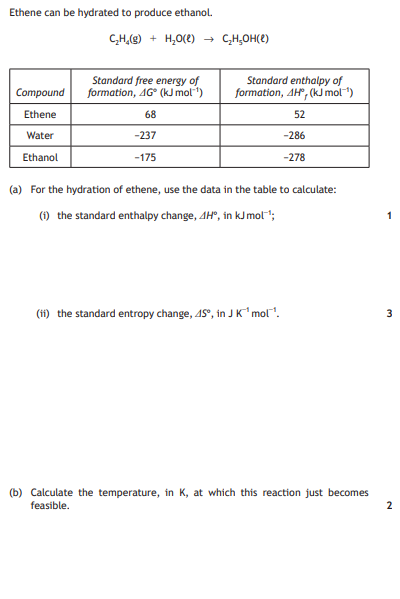 Ethene can be hydrated to produce ethanol.
C₂H₄(g) + H₂O(ℓ) → C₂H₅OH(ℓ)
Compound | Standard free energy of formation, ΔG° (kJ mol⁻¹) | Standard enthalpy of formation, ΔH°f (kJ mol⁻¹)
Ethene | 68 | 52
Water | −237 | −286
Ethanol | −175 | −278
(a) For the hydration of ethene, use the data in the table to calculate:
(i) the standard enthalpy change, ΔH°, in kJ mol⁻¹; 1
(ii) the standard entropy change, ΔS°, in J K⁻¹ mol⁻¹. 3
(b) Calculate the temperature, in K, at which this reaction just becomes
feasible. 2